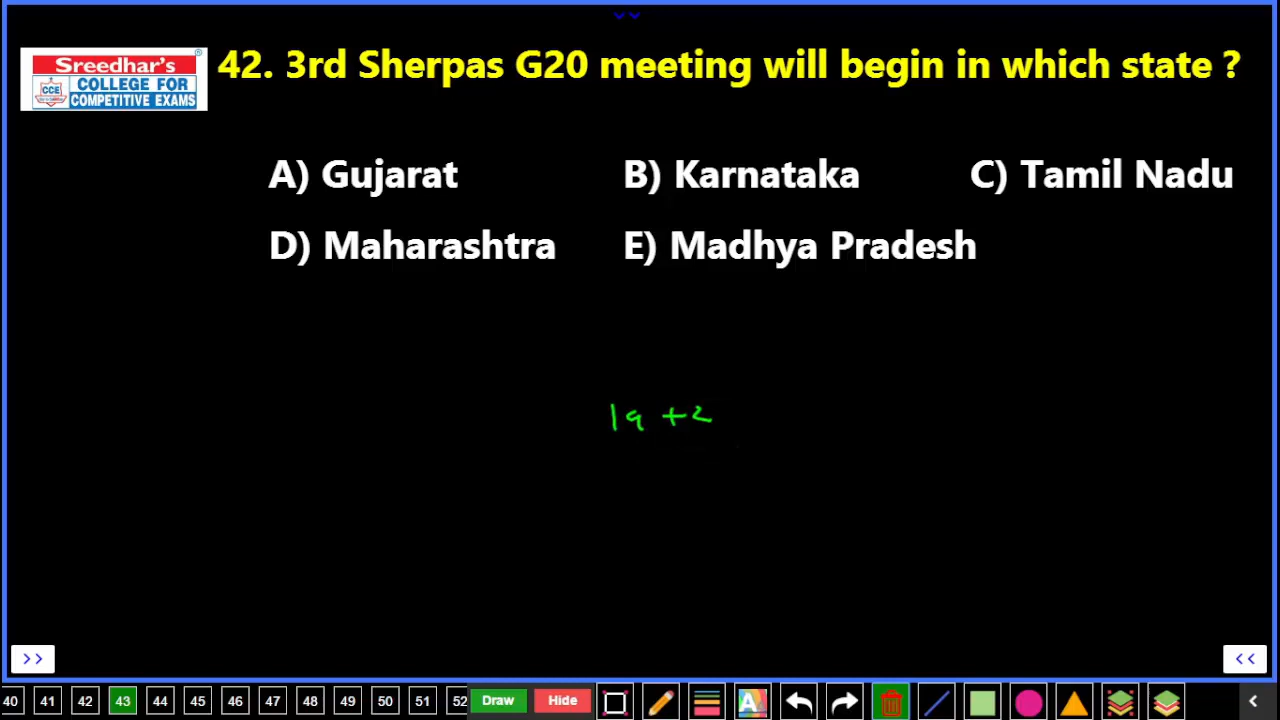 42. 3rd Sherpas G20 meeting will begin in which state ?
Sreedhar's
CCE
COLLEGE FOR
COMPETITIVE EXAMS
A) Gujarat B) Karnataka C) Tamil Nadu
D) Maharashtra E) Madhya Pradesh
19 +2
>> <<
40 41 42 43 44 45 46 47 48 49 50 51 52 Draw Hide A <